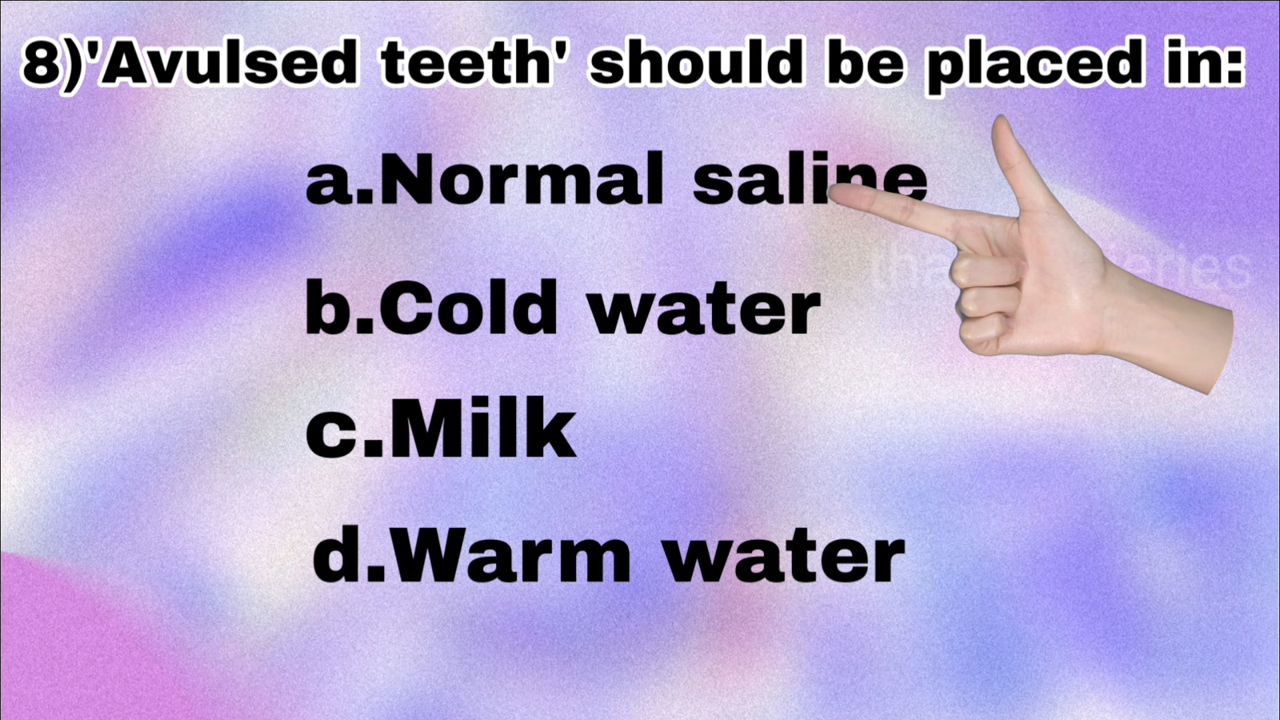 8)'Avulsed teeth' should be placed in:
a.Normal saline
b.Cold water
c.Milk
d.Warm water